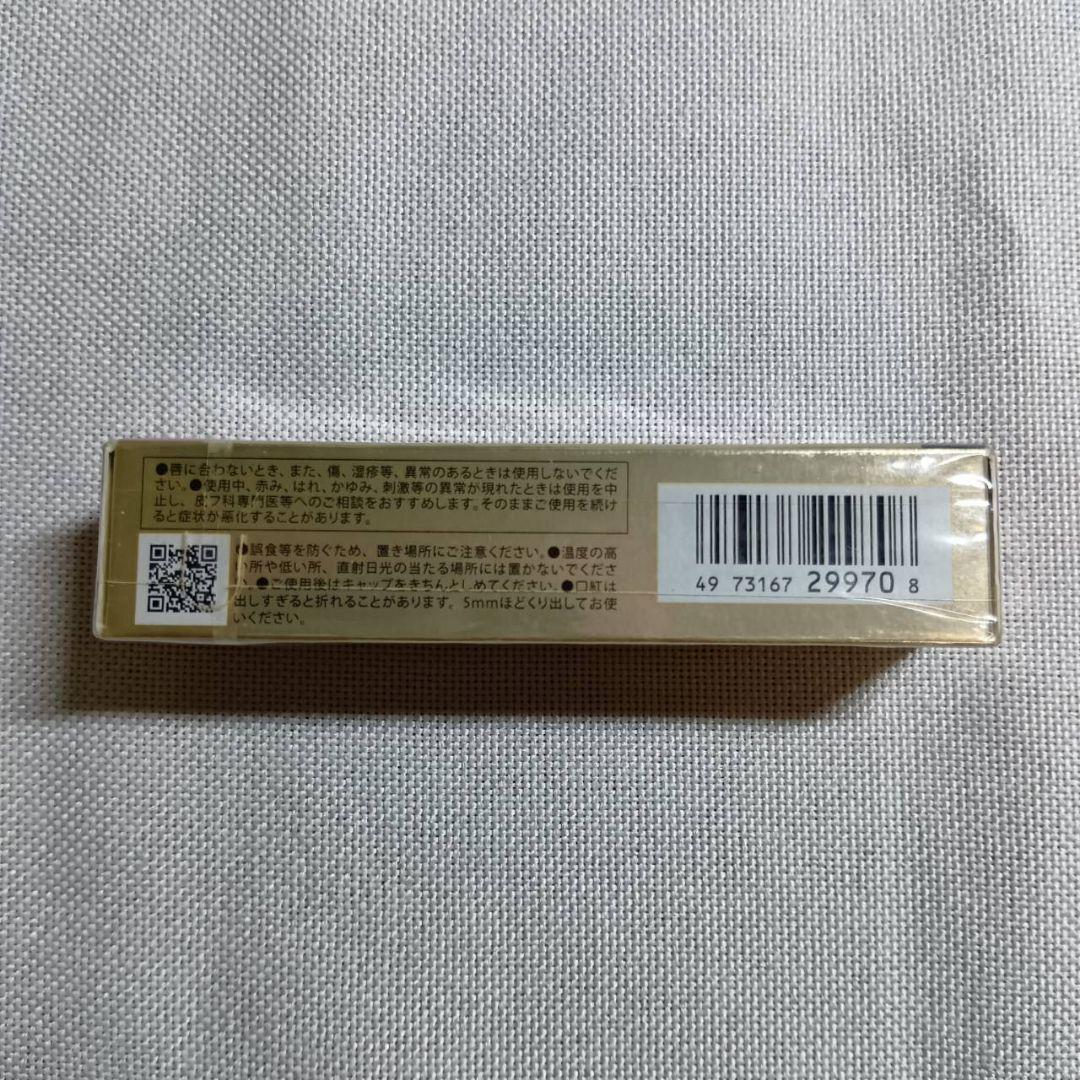 ●唇に合わないとき、また、傷、湿疹等、異常のあるときは使用しないでくだ
さい。●使用中、赤み、はれ、かゆみ、刺激等の異常が現れたときは使用を中
止し、皮フ科専門医等へのご相談をおすすめします。そのままご使用を続け
ると症状が悪化することがあります。
●誤食等を防ぐため、置き場所にご注意ください。●温度の高
い所や低い所、直射日光の当たる場所には置かないでくださ
い。●ご使用後はキャップをきちんとしめてください。●口紅は
出しすぎると折れることがあります。5mmほどくり出してお使
いください。
49 73167 29970 8